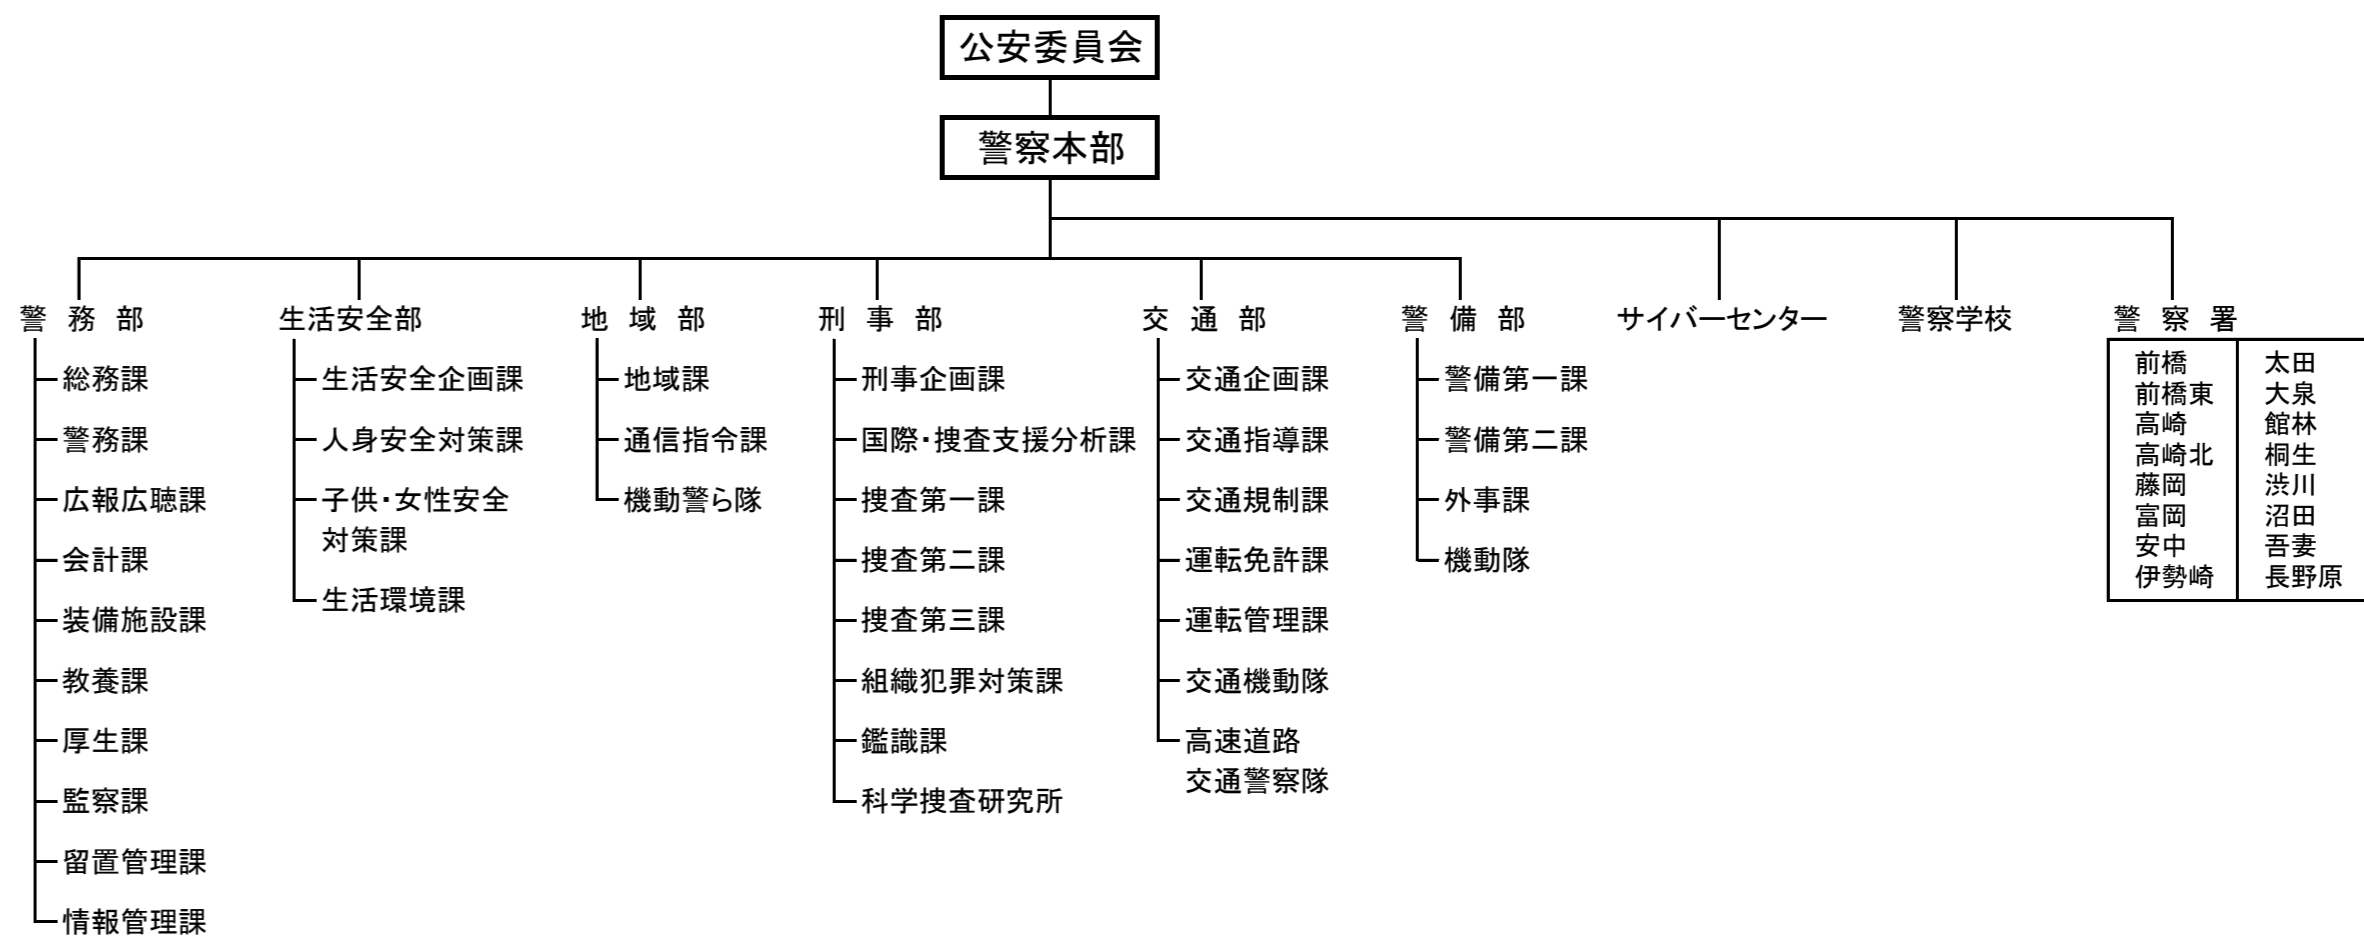 公安委員会
警察本部
警務部
総務課
警務課
広報広聴課
会計課
装備施設課
教養課
厚生課
監察課
留置管理課
情報管理課
生活安全部
生活安全企画課
人身安全対策課
子供・女性安全
対策課
生活環境課
地域部
地域課
通信指令課
機動警ら隊
刑事部
刑事企画課
国際・捜査支援分析課
捜査第一課
捜査第二課
捜査第三課
組織犯罪対策課
鑑識課
科学捜査研究所
交通部
交通企画課
交通指導課
交通規制課
運転免許課
運転管理課
交通機動隊
高速道路
交通警察隊
警備部
警備第一課
警備第二課
外事課
機動隊
サイバーセンター
警察学校
警察署
前橋
前橋東
高崎
高崎北
藤岡
富岡
安中
伊勢崎
太田
大泉
館林
桐生
渋川
沼田
吾妻
長野原